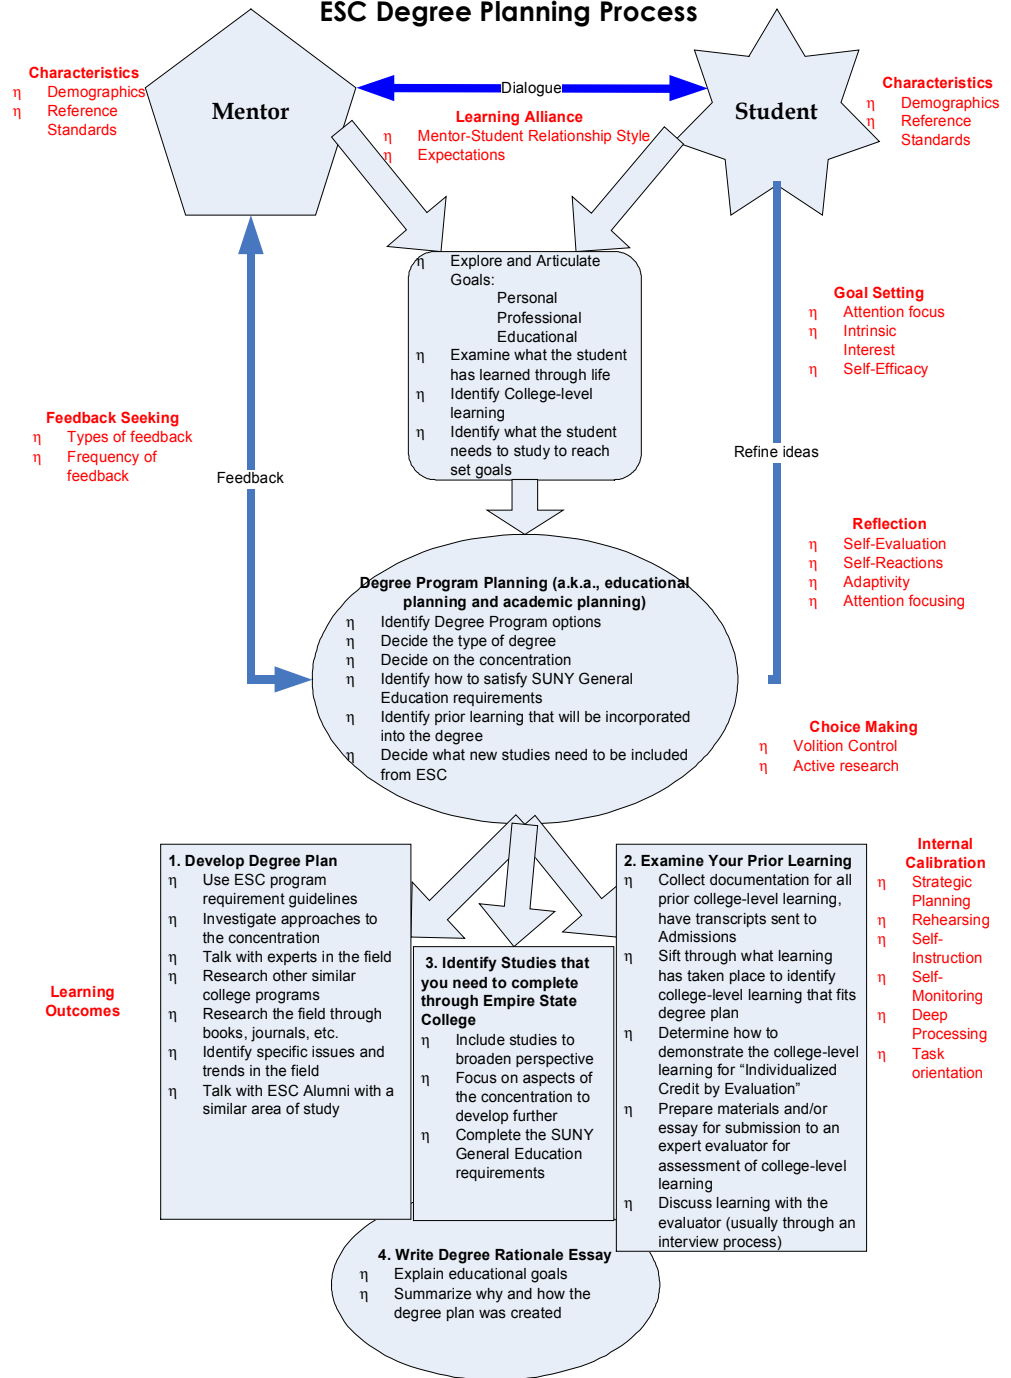 ESC Degree Planning Process
Characteristics
η Demographics
η Reference
Standards
Mentor
Dialogue
Learning Alliance
η Mentor-Student Relationship Style
η Expectations
Student
Characteristics
η Demographics
η Reference
Standards
η Explore and Articulate
Goals:
Personal
Professional
Educational
η Examine what the student
has learned through life
η Identify College-level
learning
η Identify what the student
needs to study to reach
set goals
Goal Setting
η Attention focus
η Intrinsic
Interest
η Self-Efficacy
Feedback Seeking
η Types of feedback
η Frequency of
feedback
Feedback
Refine ideas
Reflection
η Self-Evaluation
η Self-Reactions
η Adaptivity
η Attention focusing
Degree Program Planning (a.k.a., educational
planning and academic planning)
η Identify Degree Program options
η Decide the type of degree
η Decide on the concentration
η Identify how to satisfy SUNY General
Education requirements
η Identify prior learning that will be incorporated
into the degree
η Decide what new studies need to be included
from ESC
Choice Making
η Volition Control
η Active research
1. Develop Degree Plan
η Use ESC program
requirement guidelines
η Investigate approaches to
the concentration
η Talk with experts in the field
η Research other similar
college programs
η Research the field through
books, journals, etc.
η Identify specific issues and
trends in the field
η Talk with ESC Alumni with a
similar area of study
Learning
Outcomes
3. Identify Studies that
you need to complete
through Empire State
College
η Include studies to
broaden perspective
η Focus on aspects of
the concentration to
develop further
η Complete the SUNY
General Education
requirements
2. Examine Your Prior Learning
η Collect documentation for all
prior college-level learning,
have transcripts sent to
Admissions
η Sift through what learning
has taken place to identify
college-level learning that fits
degree plan
η Determine how to
demonstrate the college-level
learning for “Individualized
Credit by Evaluation”
η Prepare materials and/or
essay for submission to an
expert evaluator for
assessment of college-level
learning
η Discuss learning with the
evaluator (usually through an
interview process)
Internal
Calibration
η Strategic
Planning
η Rehearsing
η Self-
Instruction
η Self-
Monitoring
η Deep
Processing
η Task
orientation
4. Write Degree Rationale Essay
η Explain educational goals
η Summarize why and how the
degree plan was created